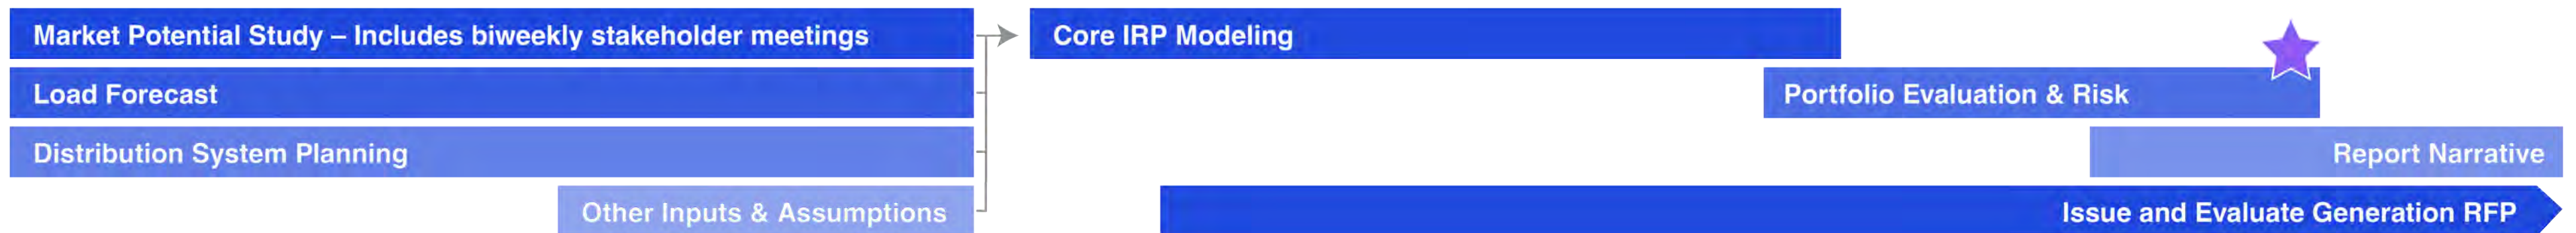 Market Potential Study – Includes biweekly stakeholder meetings
Core IRP Modeling
Load Forecast
Portfolio Evaluation & Risk
Distribution System Planning
Report Narrative
Other Inputs & Assumptions
Issue and Evaluate Generation RFP